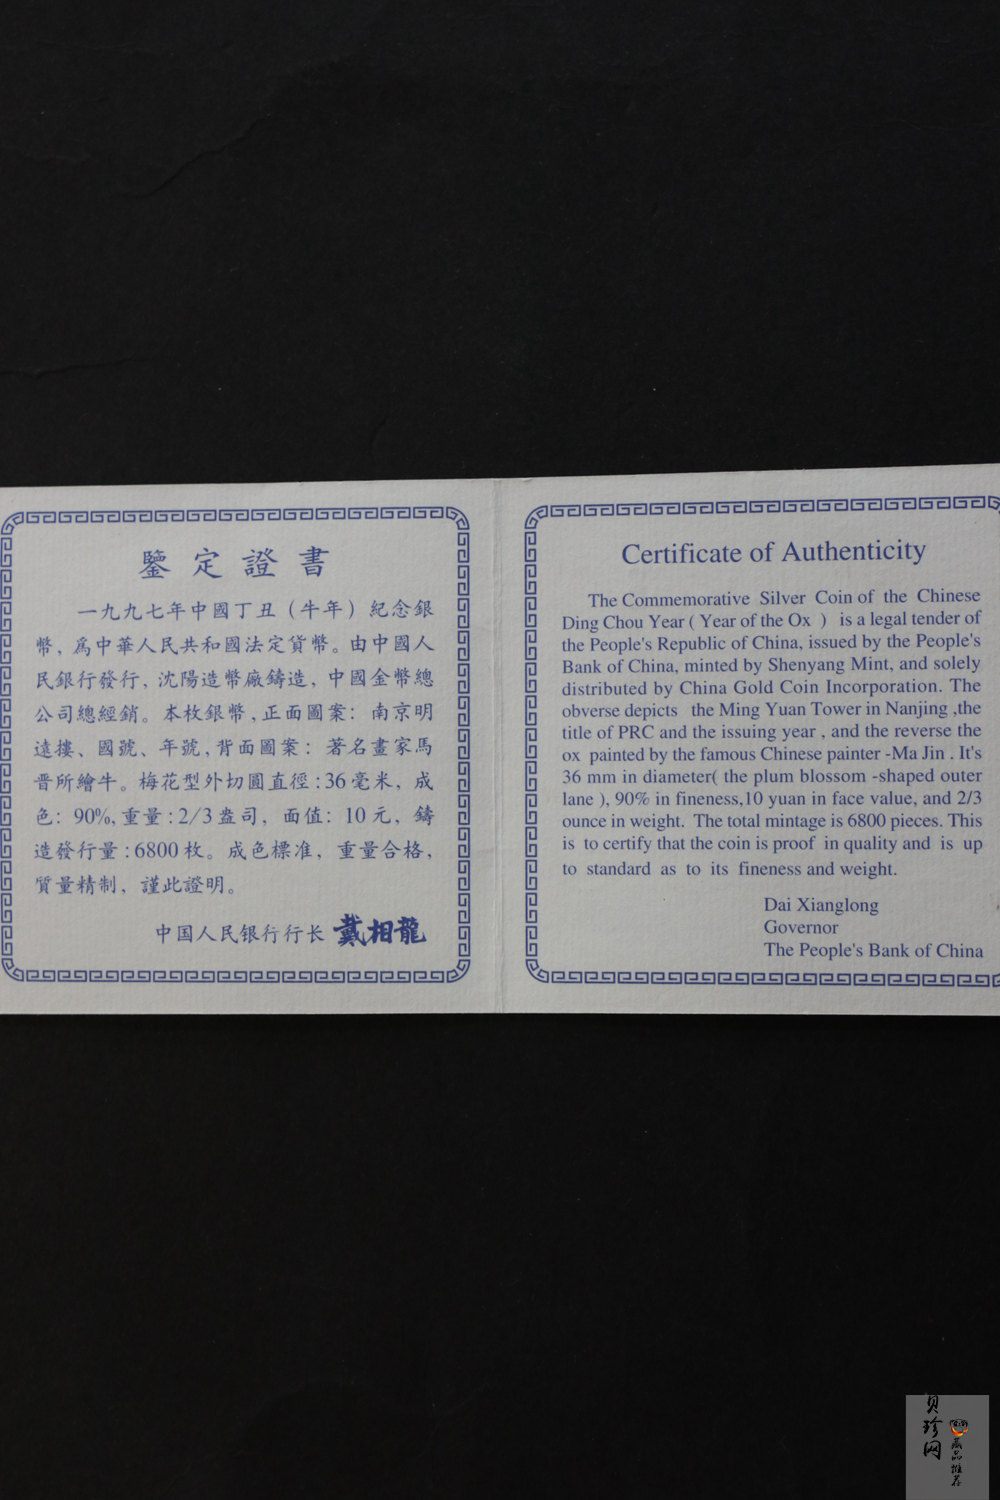 鑒定證書
一九九七年中國丁丑（牛年）紀念銀
幣，爲中華人民共和國法定貨幣。由中國人
民銀行發行，沈陽造幣廠鑄造，中國金幣總
公司總經銷。本枚銀幣，正面圖案：南京明
遠摟、國號、年號，背面圖案：著名畫家馬
晋所繪牛。梅花型外切圓直徑：36毫米，成
色：90%，重量：2/3盎司，面值：10元，鑄
造發行量：6800枚。成色標准，重量合格，
質量精制，謹此證明。
中国人民银行行长 戴相龍
Certificate of Authenticity
The Commemorative Silver Coin of the Chinese
Ding Chou Year ( Year of the Ox ) is a legal tender of
the People's Republic of China, issued by the People's
Bank of China, minted by Shenyang Mint, and solely
distributed by China Gold Coin Incorporation. The
obverse depicts the Ming Yuan Tower in Nanjing ,the
title of PRC and the issuing year , and the reverse the
ox painted by the famous Chinese painter -Ma Jin . It's
36 mm in diameter( the plum blossom -shaped outer
lane ), 90% in fineness,10 yuan in face value, and 2/3
ounce in weight. The total mintage is 6800 pieces. This
is to certify that the coin is proof in quality and is up
to standard as to its fineness and weight.
Dai Xianglong
Governor
The People's Bank of China
贝珍网
藏品推荐